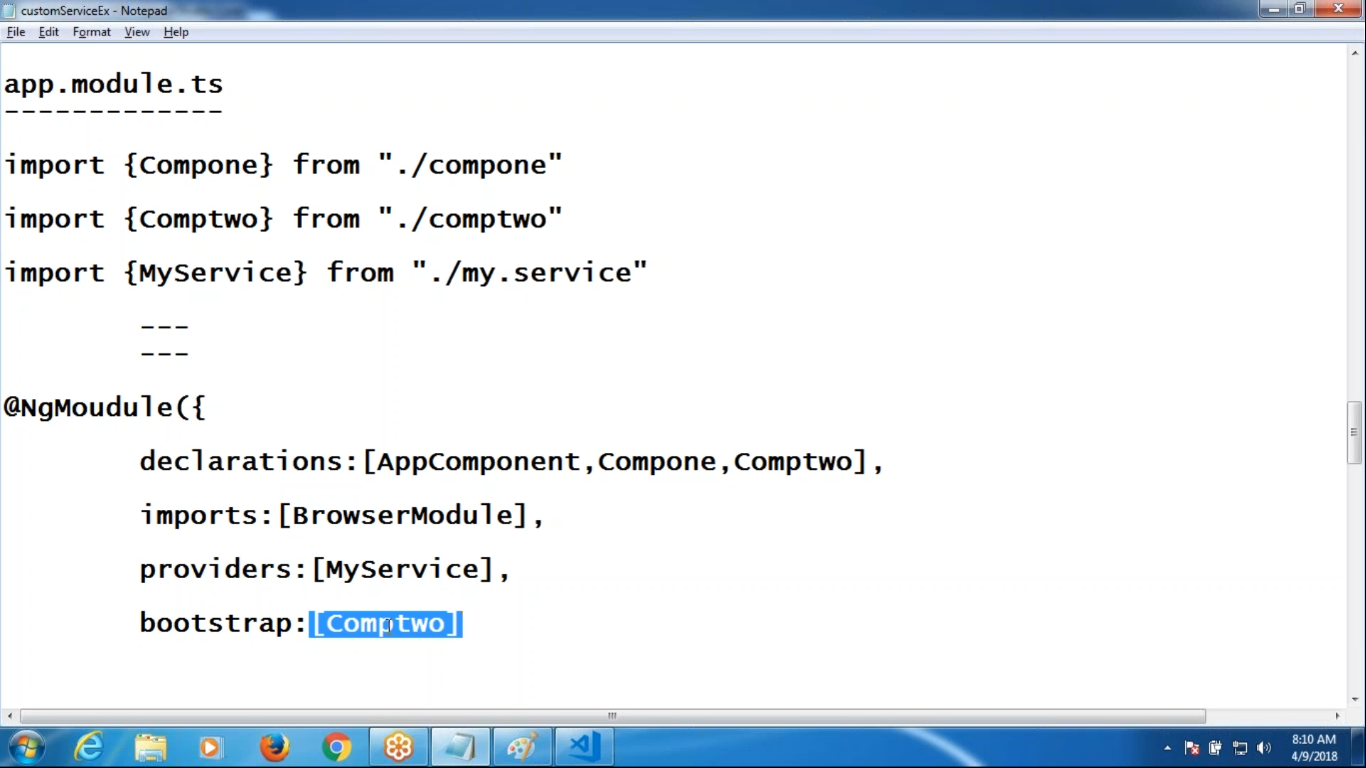 customServiceEx - Notepad
File Edit Format View Help
app.module.ts
-------------
import {Compone} from "./compone"
import {Comptwo} from "./comptwo"
import {MyService} from "./my.service"
---
---
@NgMoudule({
declarations:[AppComponent,Compone,Comptwo],
imports:[BrowserModule],
providers:[MyService],
bootstrap:[Comptwo]
8:10 AM
4/9/2018